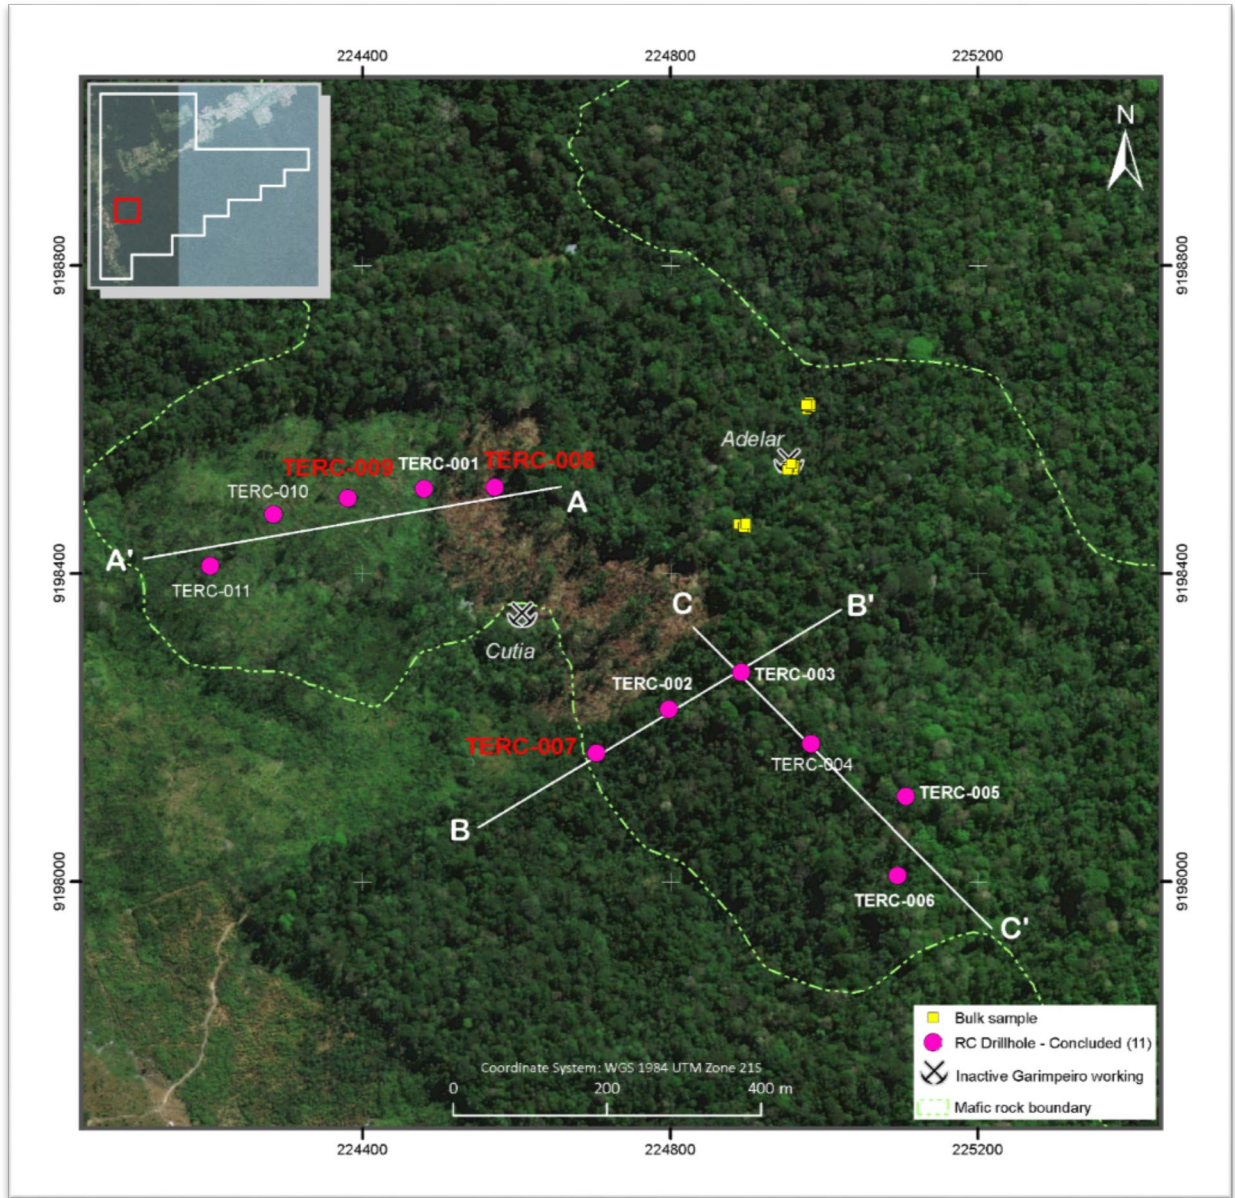 224400
224800
225200
N
9198800
9198800
Adelar
TERC-009
TERC-001
TERC-008
TERC-010
A
A'
TERC-011
9198400
9198400
C
B'
Cutia
TERC-003
TERC-002
TERC-007
TERC-004
TERC-005
B
9198000
9198000
TERC-006
C'
Bulk sample
RC Drillhole - Concluded (11)
Inactive Garimpeiro working
Mafic rock boundary
Coordinate System: WGS 1984 UTM Zone 21S
0
200
400 m
224400
224800
225200